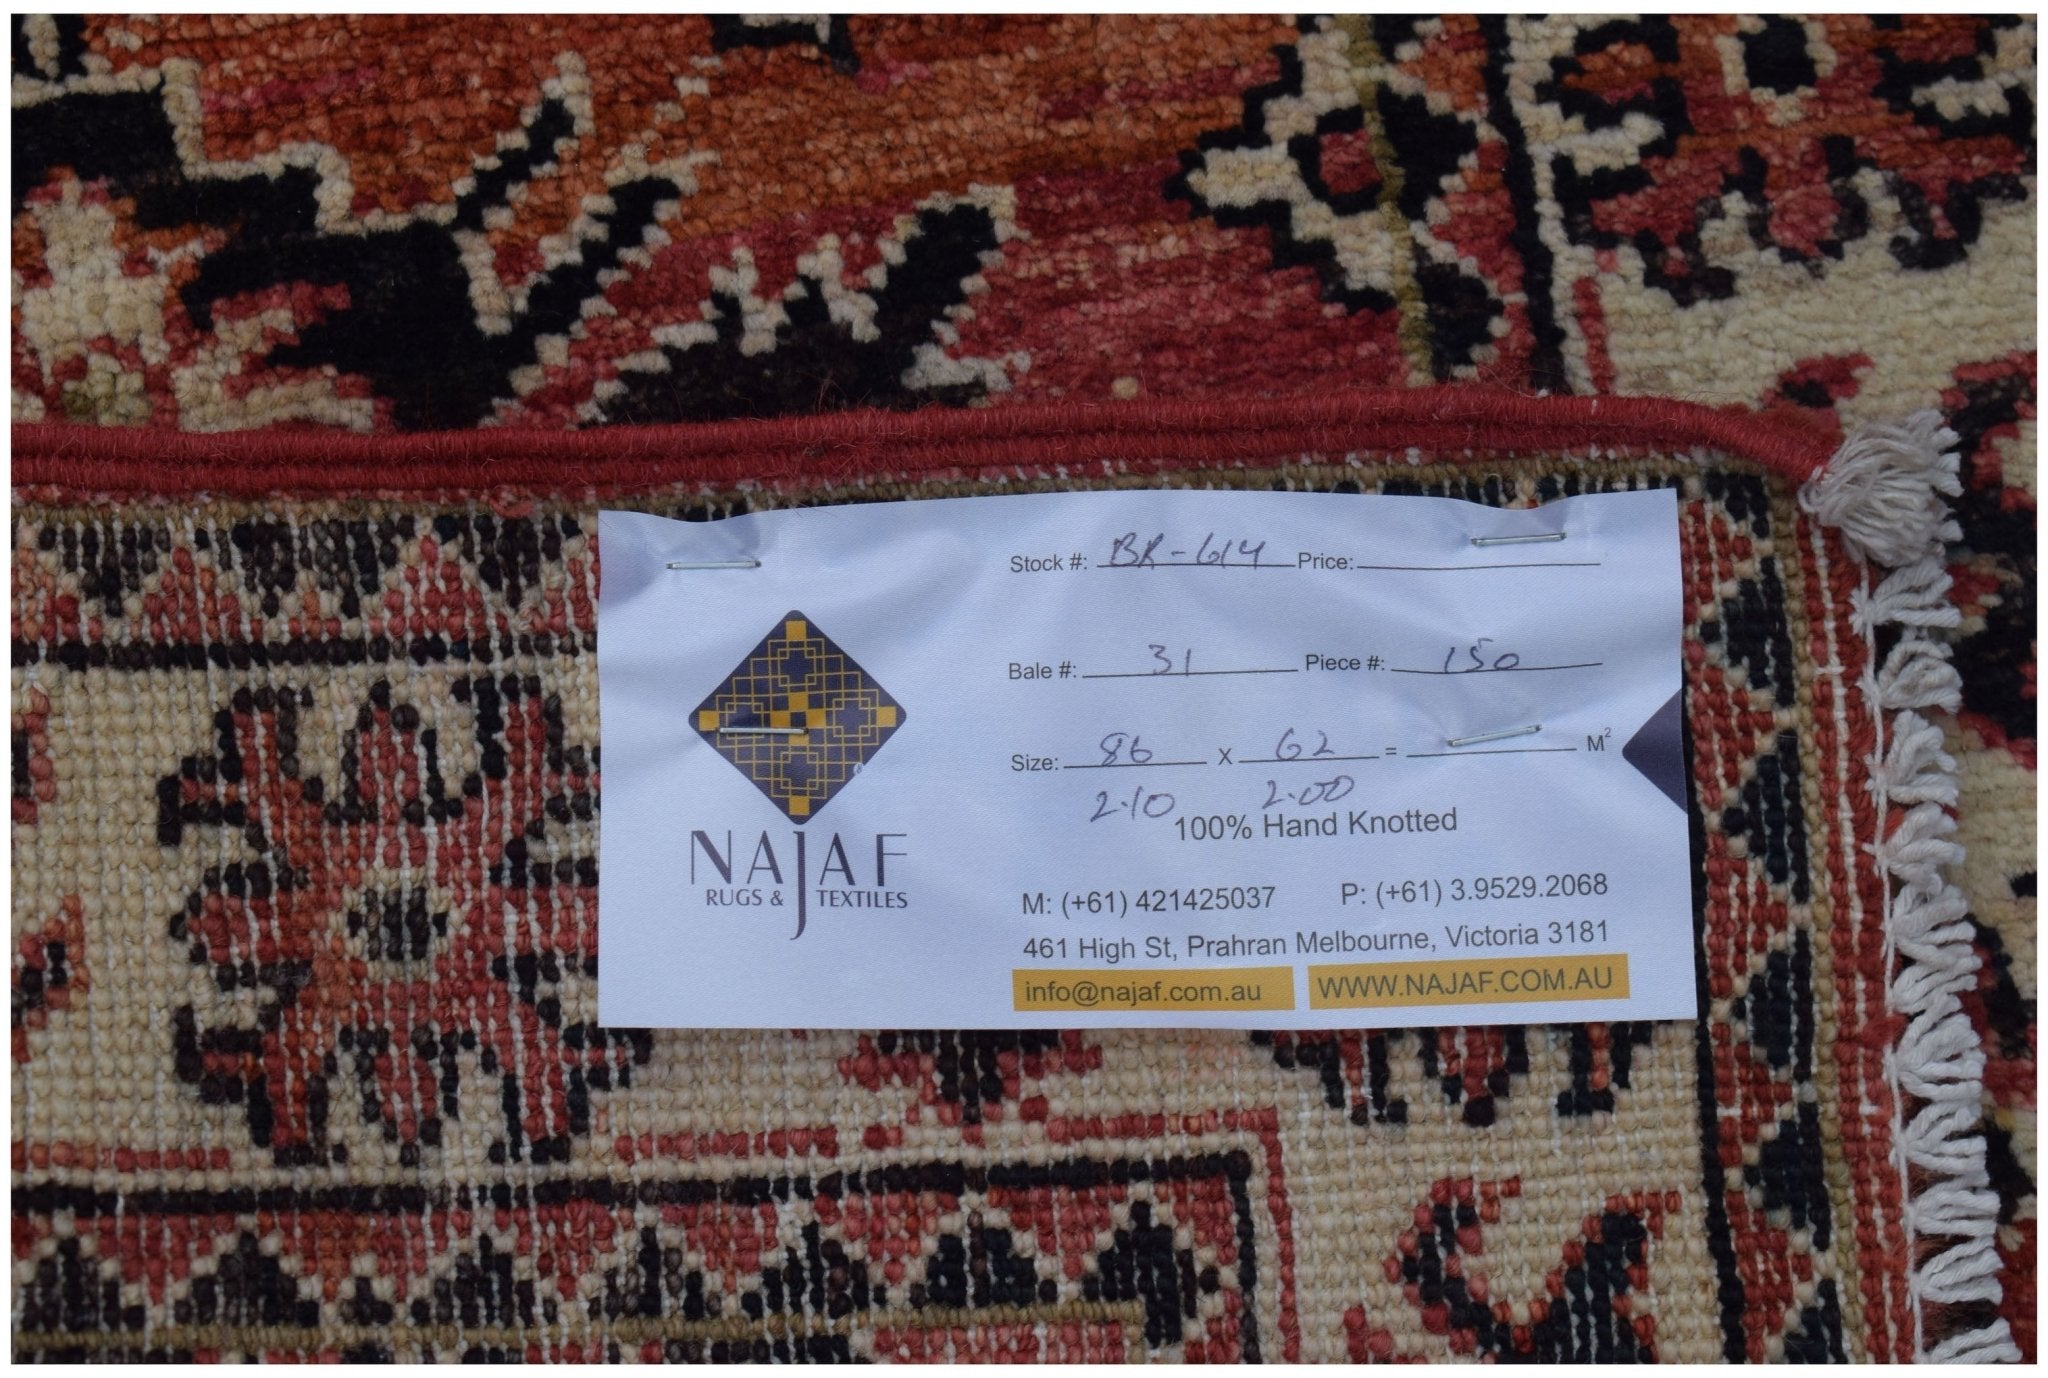 Stock #: BR-614 Price:
Bale #: 31 Piece #: 150
Size: 86 x 62 = M²
2.10 2.00
100% Hand Knotted
NAJAF
RUGS & TEXTILES
M: (+61) 421425037 P: (+61) 3.9529.2068
461 High St, Prahran Melbourne, Victoria 3181
info@najaf.com.au WWW.NAJAF.COM.AU